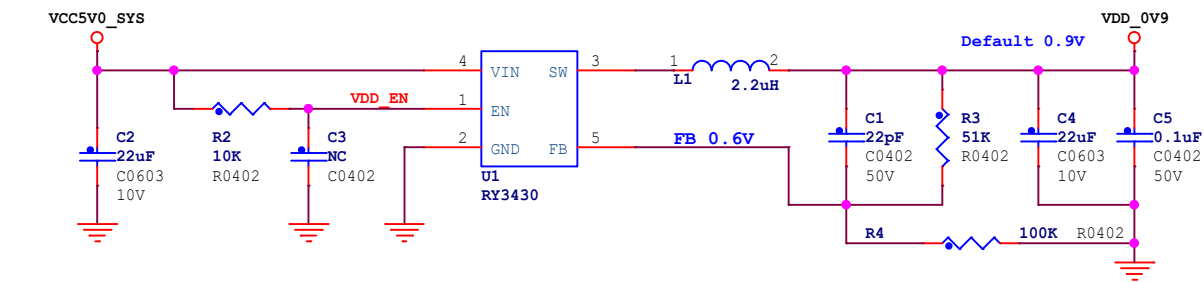 VCC5V0_SYS
VDD_0V9
Default 0.9V
4 VIN SW 3
1 L1 2
2.2uH
VDD_EN 1 EN
C2
22uF
C0603
10V
R2
10K
R0402
C3
NC
C0402
2 GND FB 5
U1
RY3430
FB 0.6V
C1
22pF
C0402
50V
R3
51K
R0402
C4
22uF
C0603
10V
C5
0.1uF
C0402
50V
R4 100K R0402